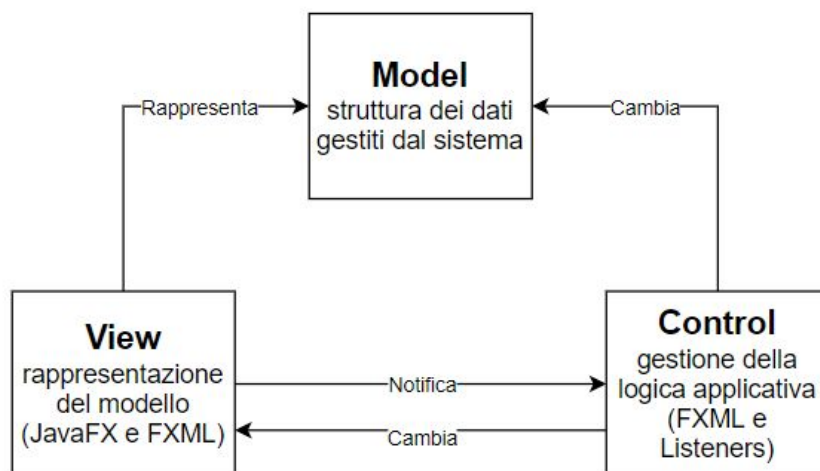 Model
struttura dei dati
gestiti dal sistema
Rappresenta
Cambia
View
rappresentazione
del modello
(JavaFX e FXML)
Notifica
Cambia
Control
gestione della
logica applicativa
(FXML e
Listeners)